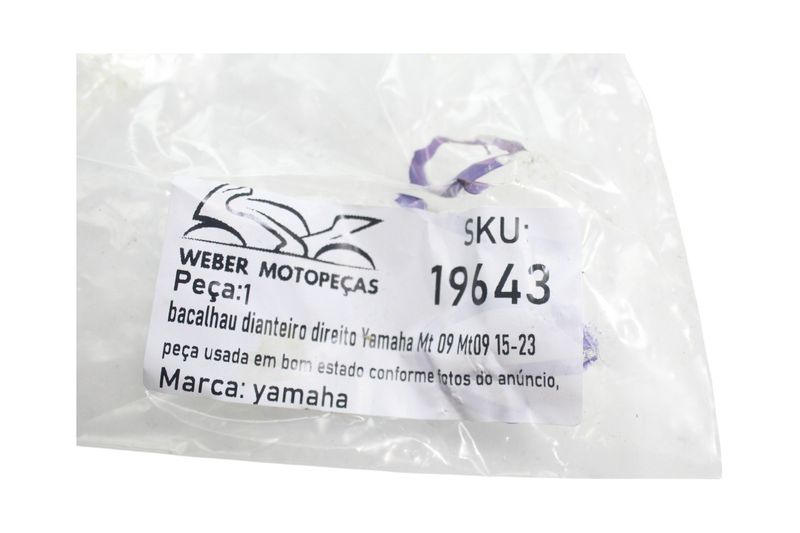 WEBER MOTOPEÇAS
SKU:
19643
Peça:1
bacalhau dianteiro direito Yamaha Mt 09 Mt09 15-23
peça usada em bom estado conforme fotos do anúncio,
Marca: yamaha